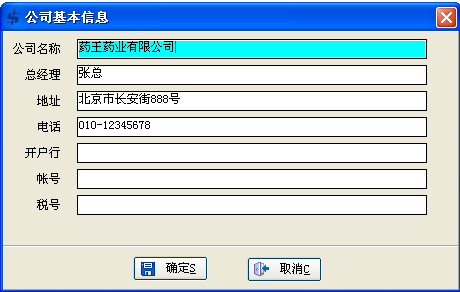 公司基本信息
公司名称 药王药业有限公司
总经理 张总
地址 北京市长安街888号
电话 010-12345678
开户行
帐号
税号
确定S 取消C